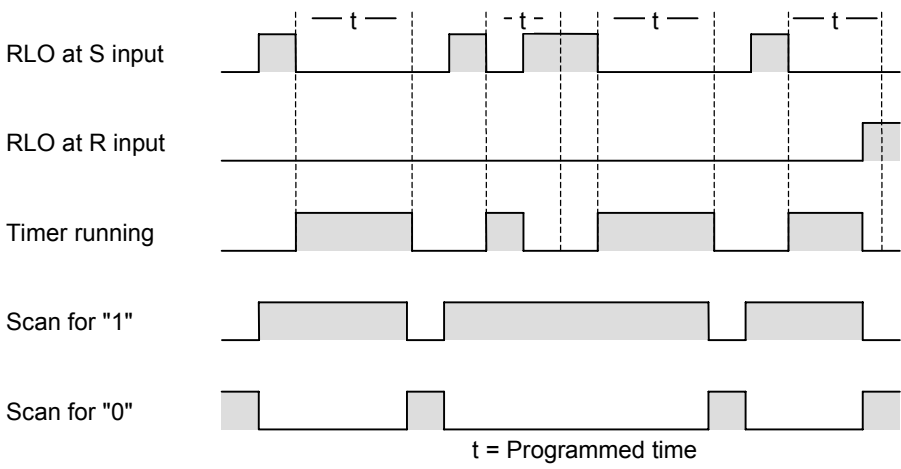 t t t t
RLO at S input
RLO at R input
Timer running
Scan for "1"
Scan for "0"
t = Programmed time